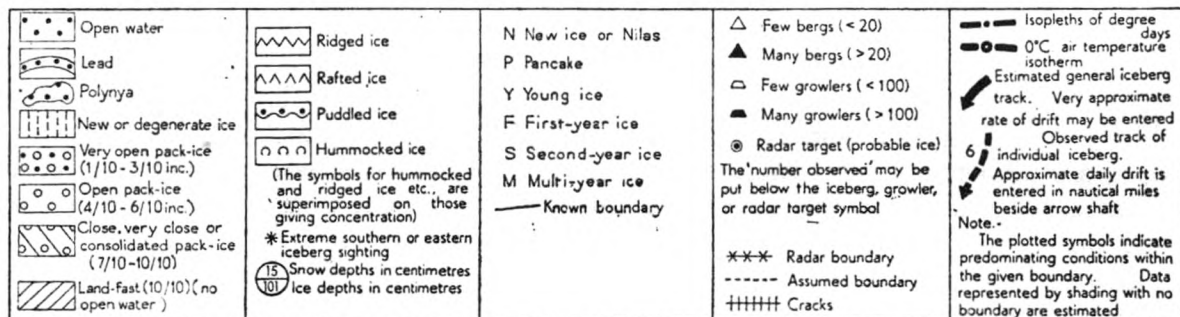 Open water
Lead
Polynya
New or degenerate ice
Very open pack-ice
(1/10 - 3/10 inc.)
Open pack-ice
(4/10 - 6/10 inc.)
Close, very close or
consolidated pack-ice
(7/10 - 10/10)
Land-fast (10/10) (no
open water)
Ridged ice
Rafted ice
Puddled ice
Hummocked ice
(The symbols for hummocked
and ridged ice etc., are
superimposed on those
giving concentration)
* Extreme southern or eastern
iceberg sighting
15 Snow depths in centimetres
101 Ice depths in centimetres
N New ice or Nilas
P Pancake
Y Young ice
F First-year ice
S Second-year ice
M Multi-year ice
Known boundary
Few bergs (< 20)
Many bergs (> 20)
Few growlers (< 100)
Many growlers (> 100)
Radar target (probable ice)
The 'number observed' may be
put below the iceberg, growler,
or radar target symbol
Radar boundary
Assumed boundary
Cracks
Isopleths of degree
days
0°C air temperature
isotherm
Estimated general iceberg
track. Very approximate
rate of drift may be entered
6 Observed track of
individual iceberg.
Approximate daily drift is
entered in nautical miles
beside arrow shaft
Note.-
The plotted symbols indicate
predominating conditions within
the given boundary. Data
represented by shading with no
boundary are estimated